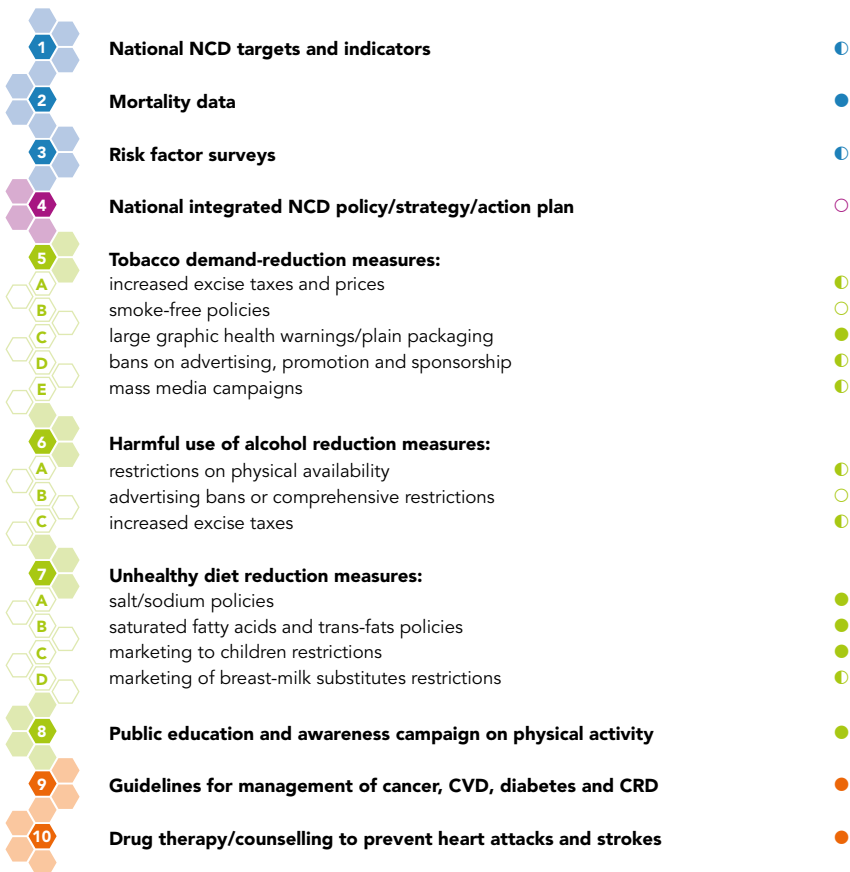 1 National NCD targets and indicators
2 Mortality data
3 Risk factor surveys
4 National integrated NCD policy/strategy/action plan
5 Tobacco demand-reduction measures:
A increased excise taxes and prices
B smoke-free policies
C large graphic health warnings/plain packaging
D bans on advertising, promotion and sponsorship
E mass media campaigns
6 Harmful use of alcohol reduction measures:
A restrictions on physical availability
B advertising bans or comprehensive restrictions
C increased excise taxes
7 Unhealthy diet reduction measures:
A salt/sodium policies
B saturated fatty acids and trans-fats policies
C marketing to children restrictions
D marketing of breast-milk substitutes restrictions
8 Public education and awareness campaign on physical activity
9 Guidelines for management of cancer, CVD, diabetes and CRD
10 Drug therapy/counselling to prevent heart attacks and strokes